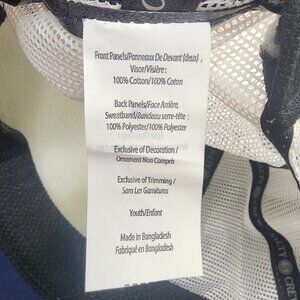 Front Panels/Panneaux De Devant (deux) ,
Visor/Visière :
100% Cotton/100% Coton
Back Panels/Face Arrière,
Sweatband/Bandeau serre-tête :
100% Polyester/100% Polyester
Exclusive of Decoration /
Ornement Non Compris
Exclusive of Trimming /
Sans Les Garnitures
Youth/Enfant
Made in Bangladesh
Fabriqué en Bangladesh